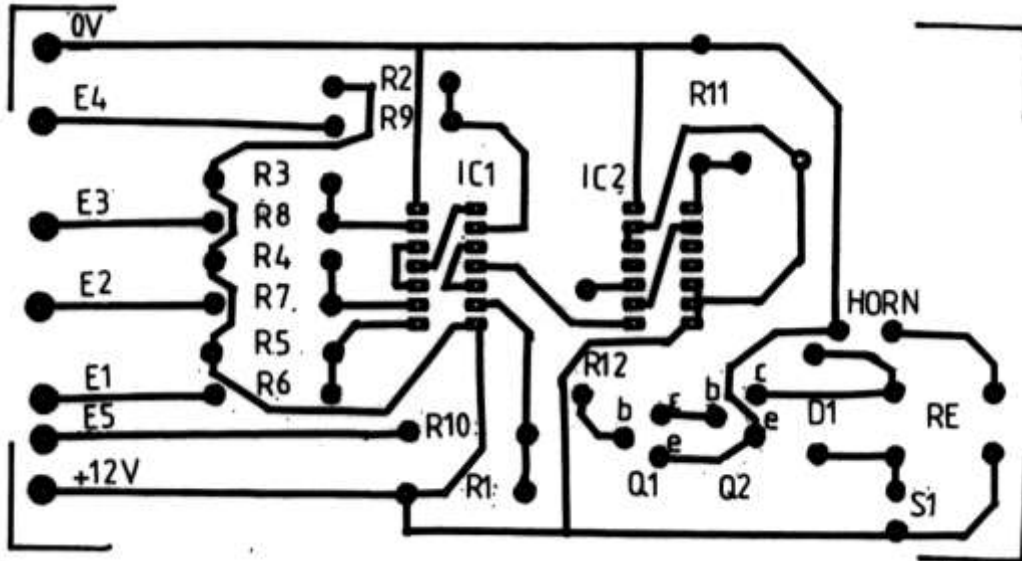 0V
R2
E4
R9
R11
R3
IC1
IC2
E3
R8
R4
E2
R7
HORN
R5
R12
E1
R6
b
c
b
c
E5
R10
D1
RE
e
e
+12V
R1
Q1
Q2
S1